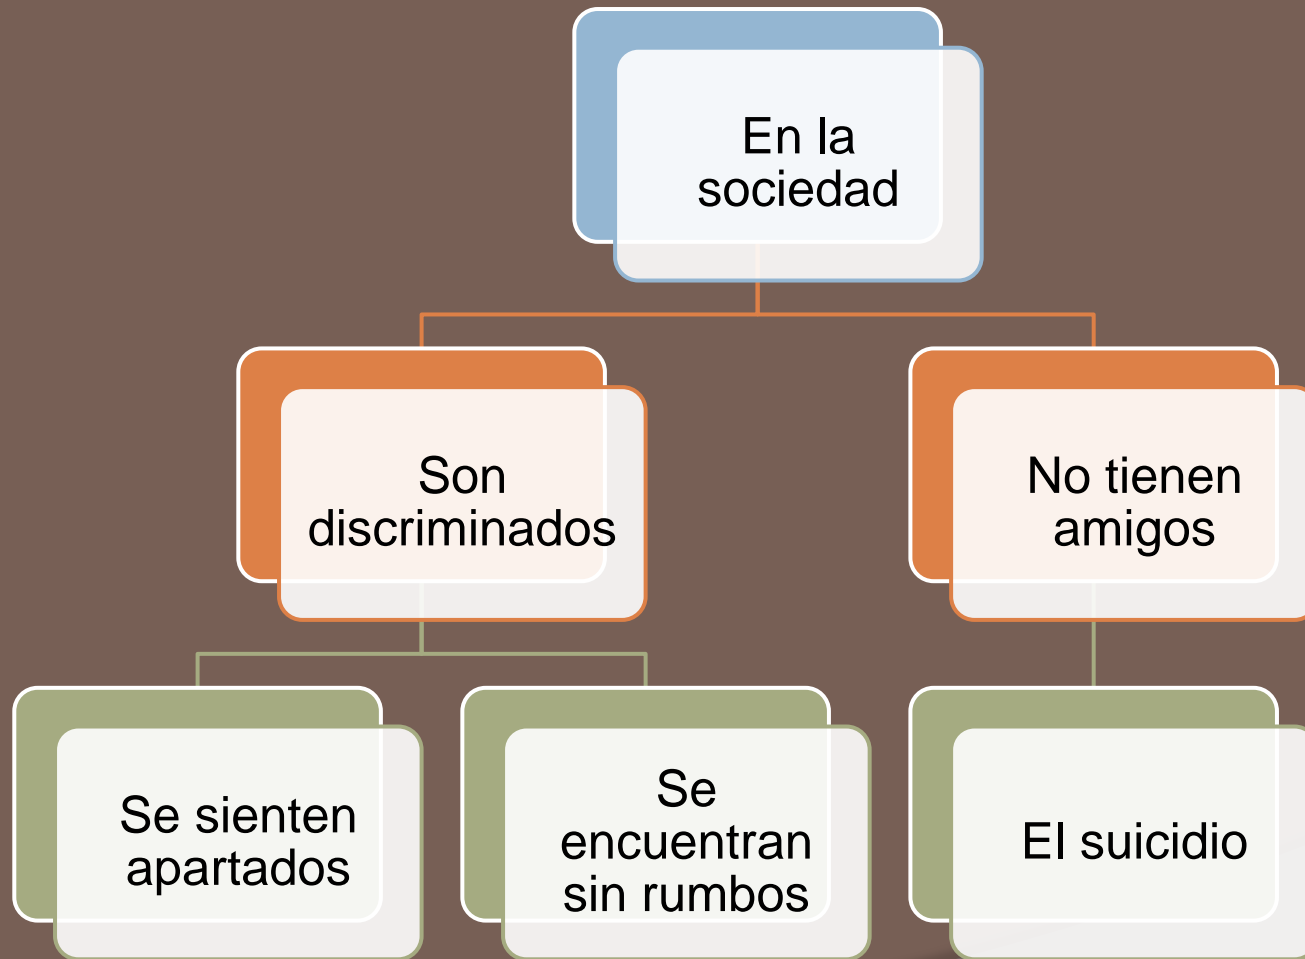 En la
sociedad
Son
discriminados
No tienen
amigos
Se sienten
apartados
Se
encuentran
sin rumbos
El suicidio